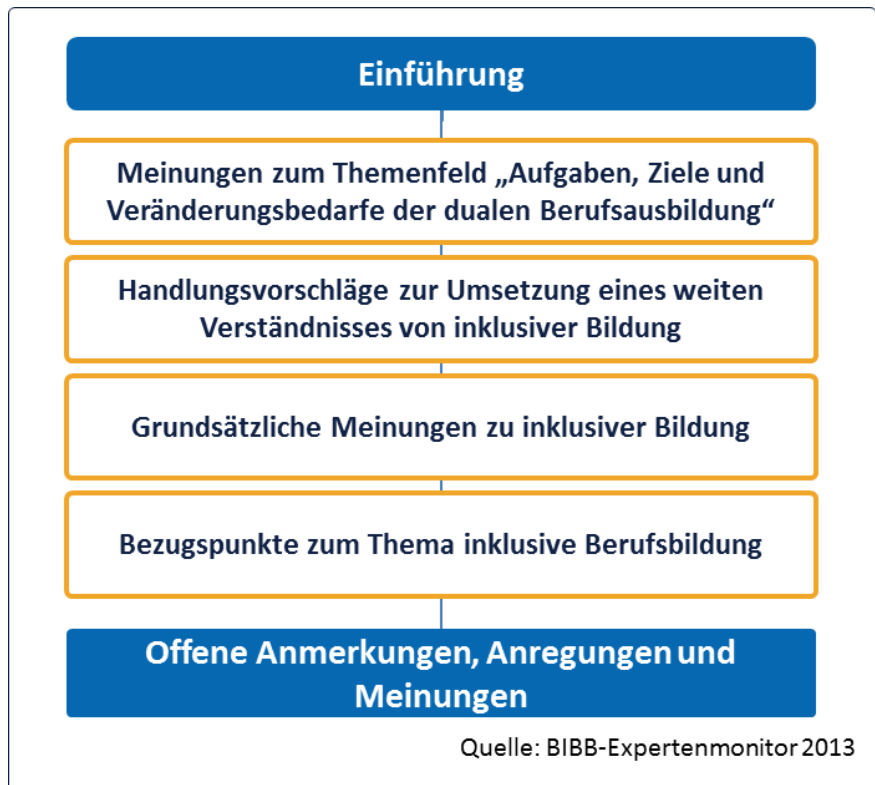 Einführung
Meinungen zum Themenfeld „Aufgaben, Ziele und
Veränderungsbedarfe der dualen Berufsausbildung“
Handlungsvorschläge zur Umsetzung eines weiten
Verständnisses von inklusiver Bildung
Grundsätzliche Meinungen zu inklusiver Bildung
Bezugspunkte zum Thema inklusive Berufsbildung
Offene Anmerkungen, Anregungen und
Meinungen
Quelle: BIBB-Expertenmonitor 2013